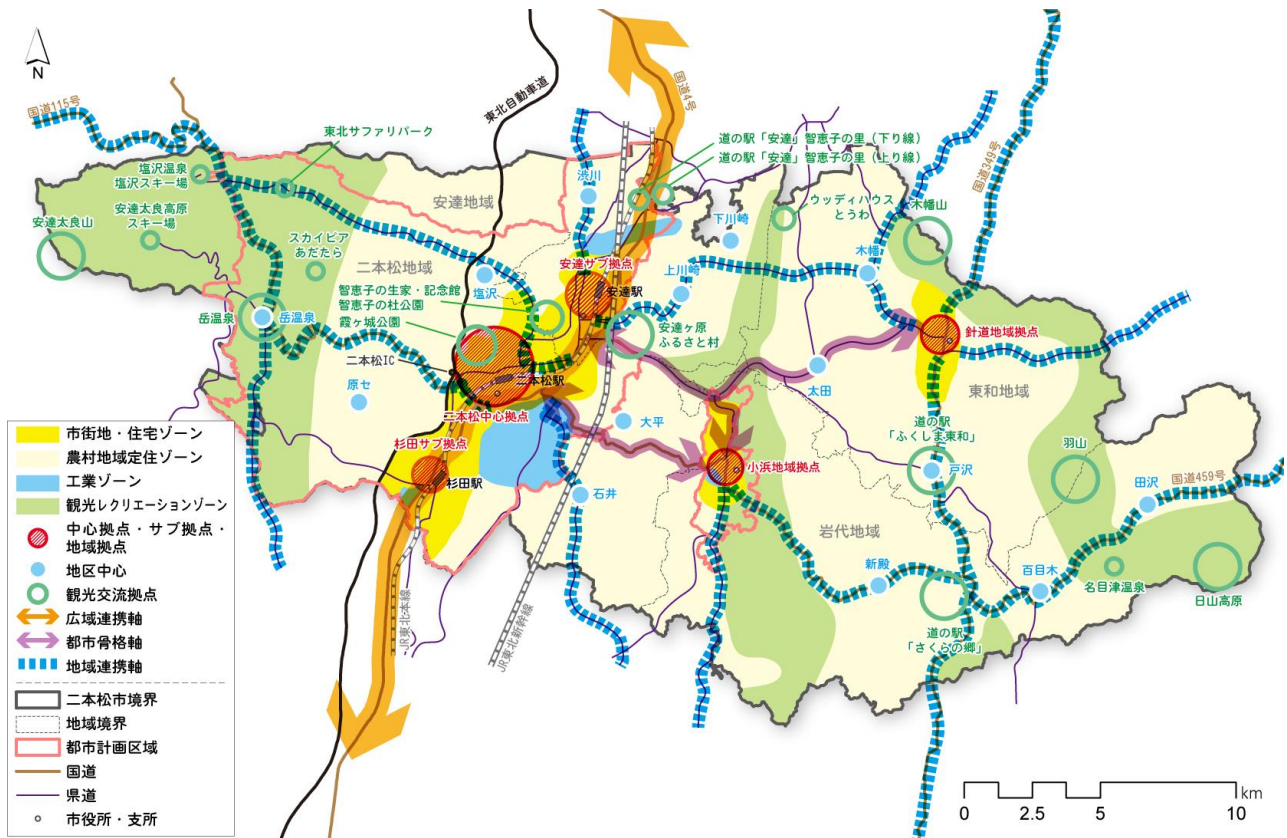 N
国道115号
東北サファリパーク
東北自動車道
国道4号
道の駅「安達」智恵子の里（下り線）
道の駅「安達」智恵子の里（上り線）
国道349号
塩沢温泉
塩沢スキー場
安達地域
渋川
下川崎
ウッディハウス
とうわ
木幡山
安達太良山
安達太良高原
スキー場
スカイピア
あだたら
二本松地域
塩沢
安達サブ拠点
安達駅
上川崎
木幡
智恵子の生家・記念館
智恵子の杜公園
霞ヶ城公園
岳温泉
岳温泉
安達ヶ原
ふるさと村
針道地域拠点
二本松IC
二本松駅
原セ
二本松中心拠点
太田
東和地域
大平
道の駅
「ふくしま東和」
杉田サブ拠点
杉田駅
小浜地域拠点
戸沢
羽山
田沢
国道459号
石井
岩代地域
新殿
百目木
名目津温泉
日山高原
道の駅
「さくらの郷」
JR東北本線
JR東北新幹線
市街地・住宅ゾーン
農村地域定住ゾーン
工業ゾーン
観光レクリエーションゾーン
中心拠点・サブ拠点・
地域拠点
地区中心
観光交流拠点
広域連携軸
都市骨格軸
地域連携軸
二本松市境界
地域境界
都市計画区域
国道
県道
市役所・支所
km
0 2.5 5 10